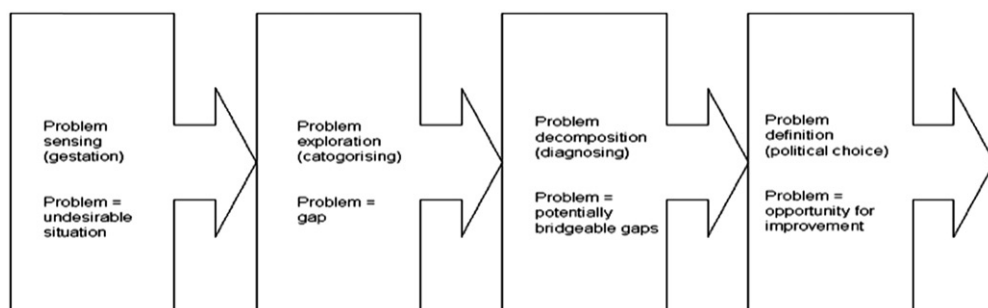 Problem
sensing
(gestation)
Problem =
undesirable
situation
Problem
exploration
(catogorising)
Problem =
gap
Problem
decomposition
(diagnosing)
Problem =
potentially
bridgeable gaps
Problem
definition
(political choice)
Problem =
opportunity for
improvement